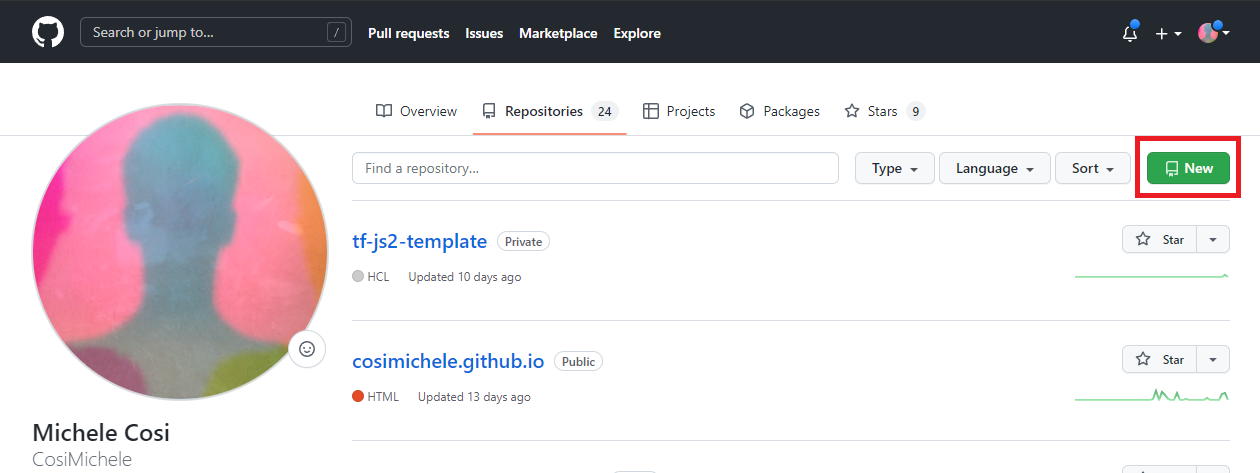 Search or jump to... /
Pull requests Issues Marketplace Explore
Overview Repositories 24 Projects Packages Stars 9
Find a repository... Type Language Sort New
tf-js2-template Private Star
HCL Updated 10 days ago
cosimichele.github.io Public Star
HTML Updated 13 days ago
Michele Cosi
CosiMichele